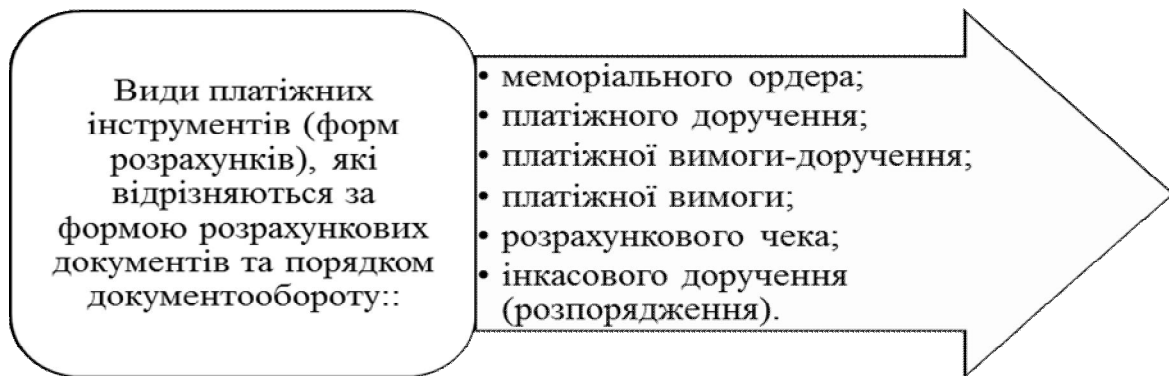 Види платіжних
інструментів (форм
розрахунків), які
відрізняються за
формою розрахункових
документів та порядком
документообороту::
• меморіального ордера;
• платіжного доручення;
• платіжної вимоги-доручення;
• платіжної вимоги;
• розрахункового чека;
• інкасового доручення
(розпорядження).